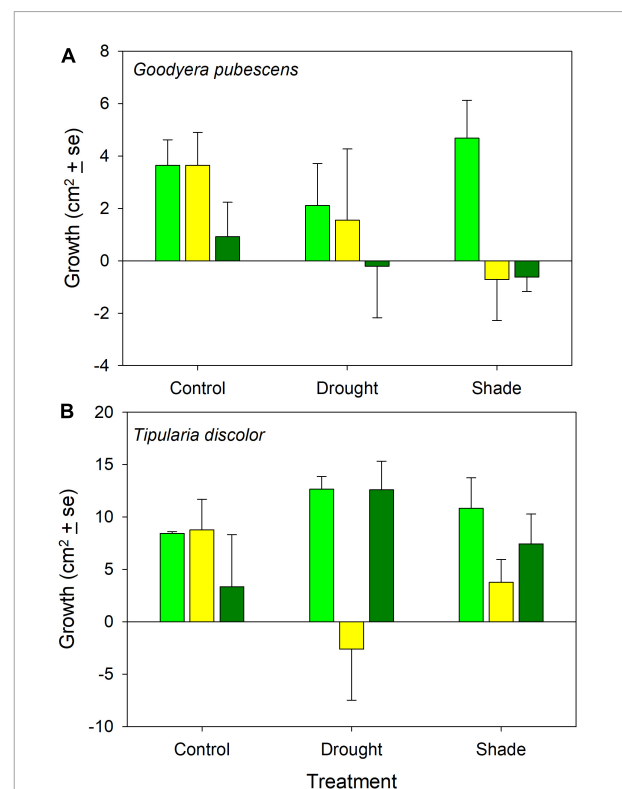 A
Goodyera pubescens
Growth (cm² ± se)
8
6
4
2
0
-2
-4
Control Drought Shade
B
Tipularia discolor
Growth (cm² ± se)
20
15
10
5
0
-5
-10
Control Drought Shade
Treatment